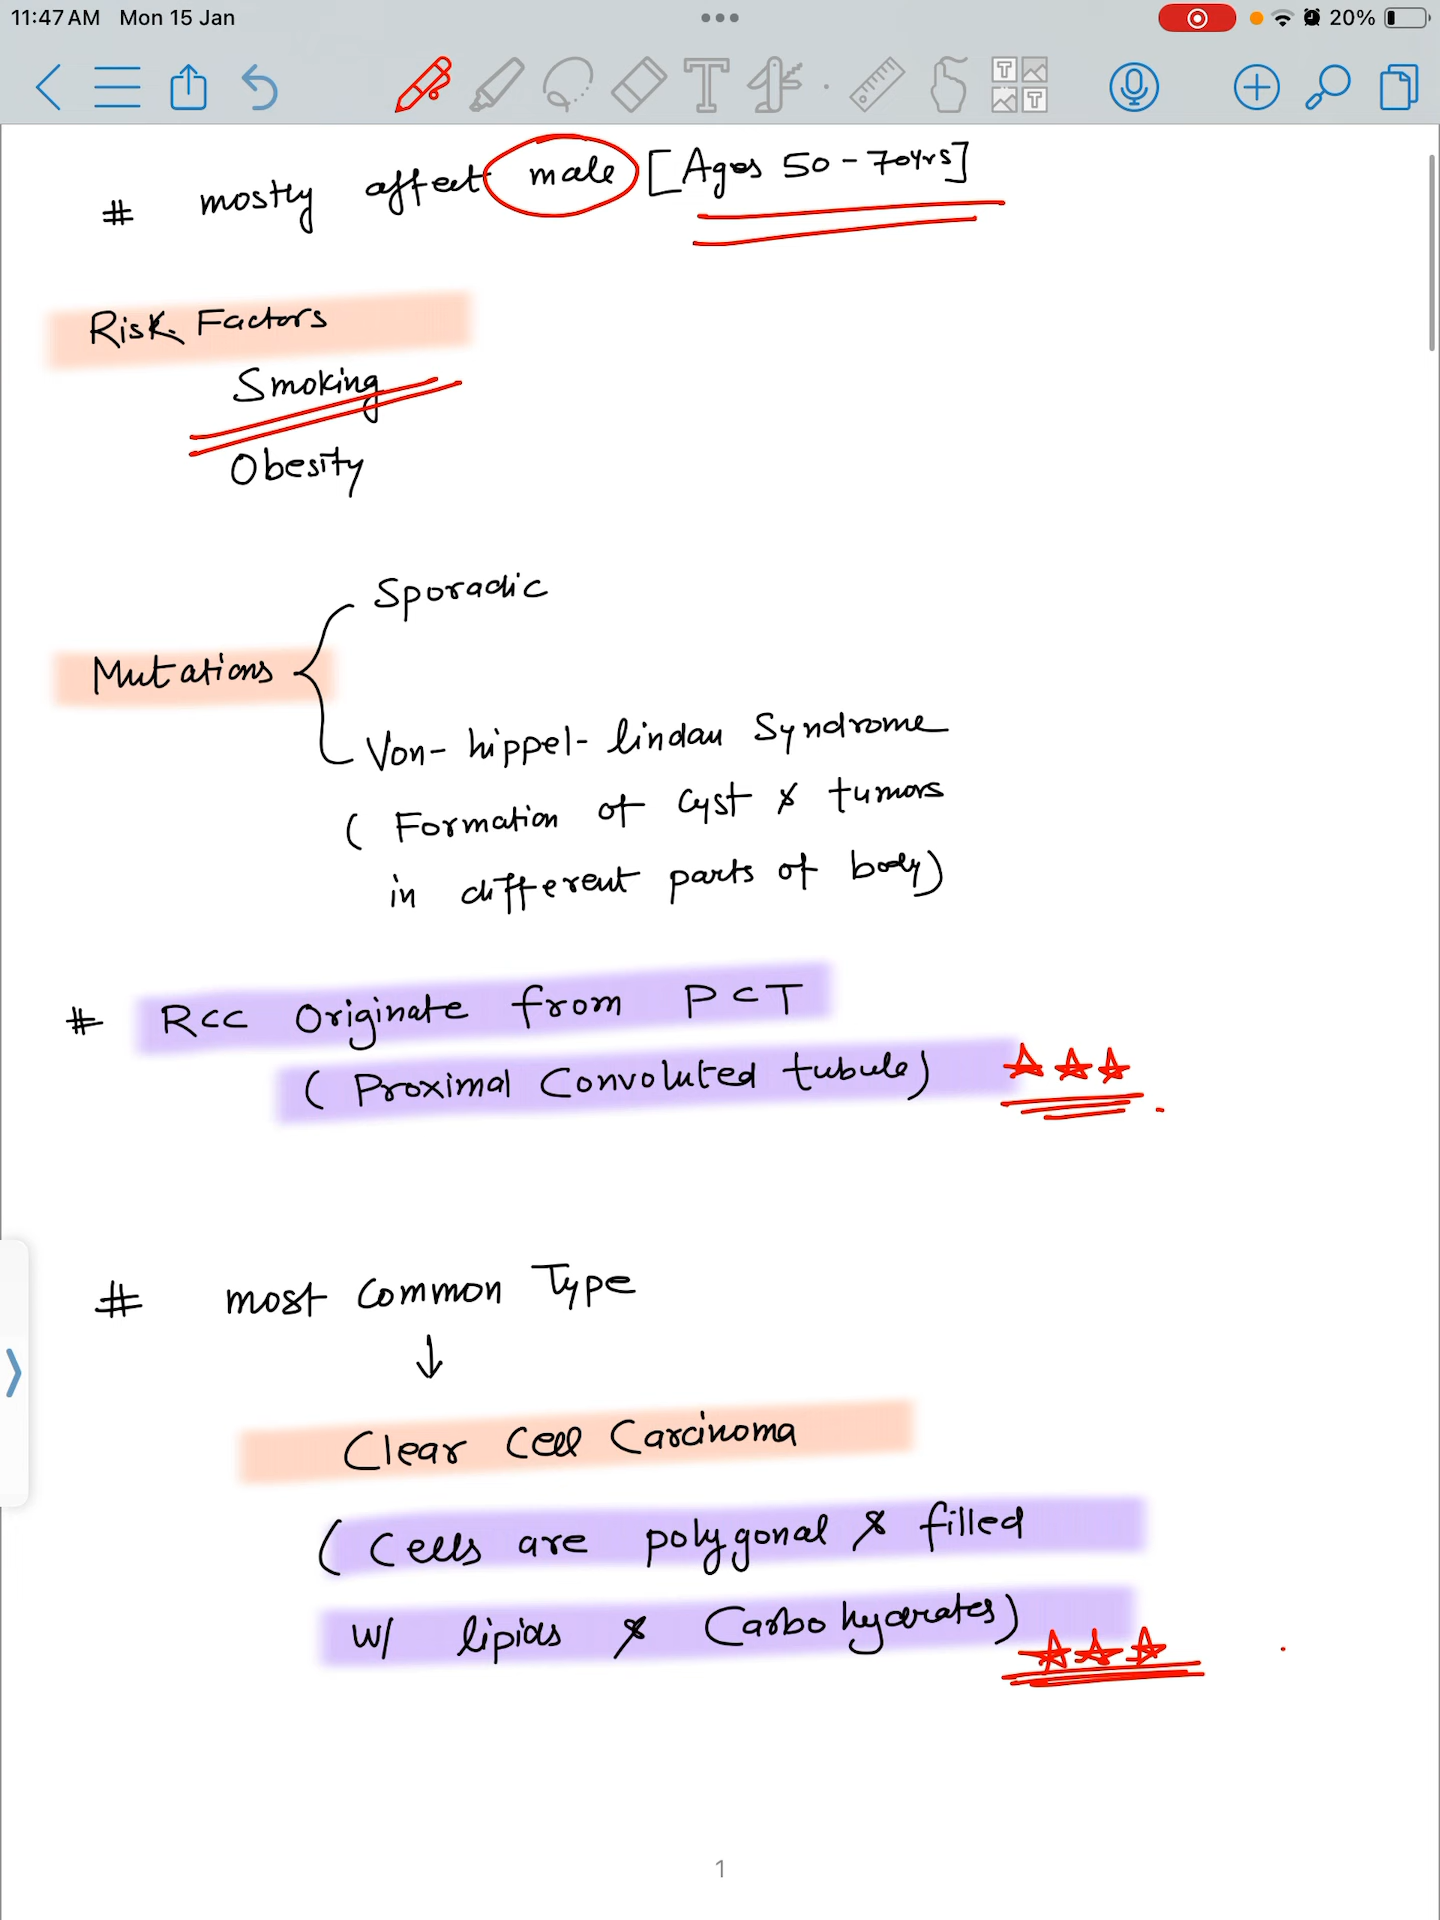 11:47 AM Mon 15 Jan
20%
# mostly affect male [Ages 50-70yrs]
Risk Factors
Smoking
Obesity
Sporadic
Mutations
Von-hippel-lindau Syndrome
( Formation of Cyst & tumors
in different parts of body)
# RCC Originate from PCT
( Proximal Convoluted tubule)
# most Common Type
↓
Clear Cell Carcinoma
( Cells are polygonal & filled
w/ lipids & Carbohydrates)
1